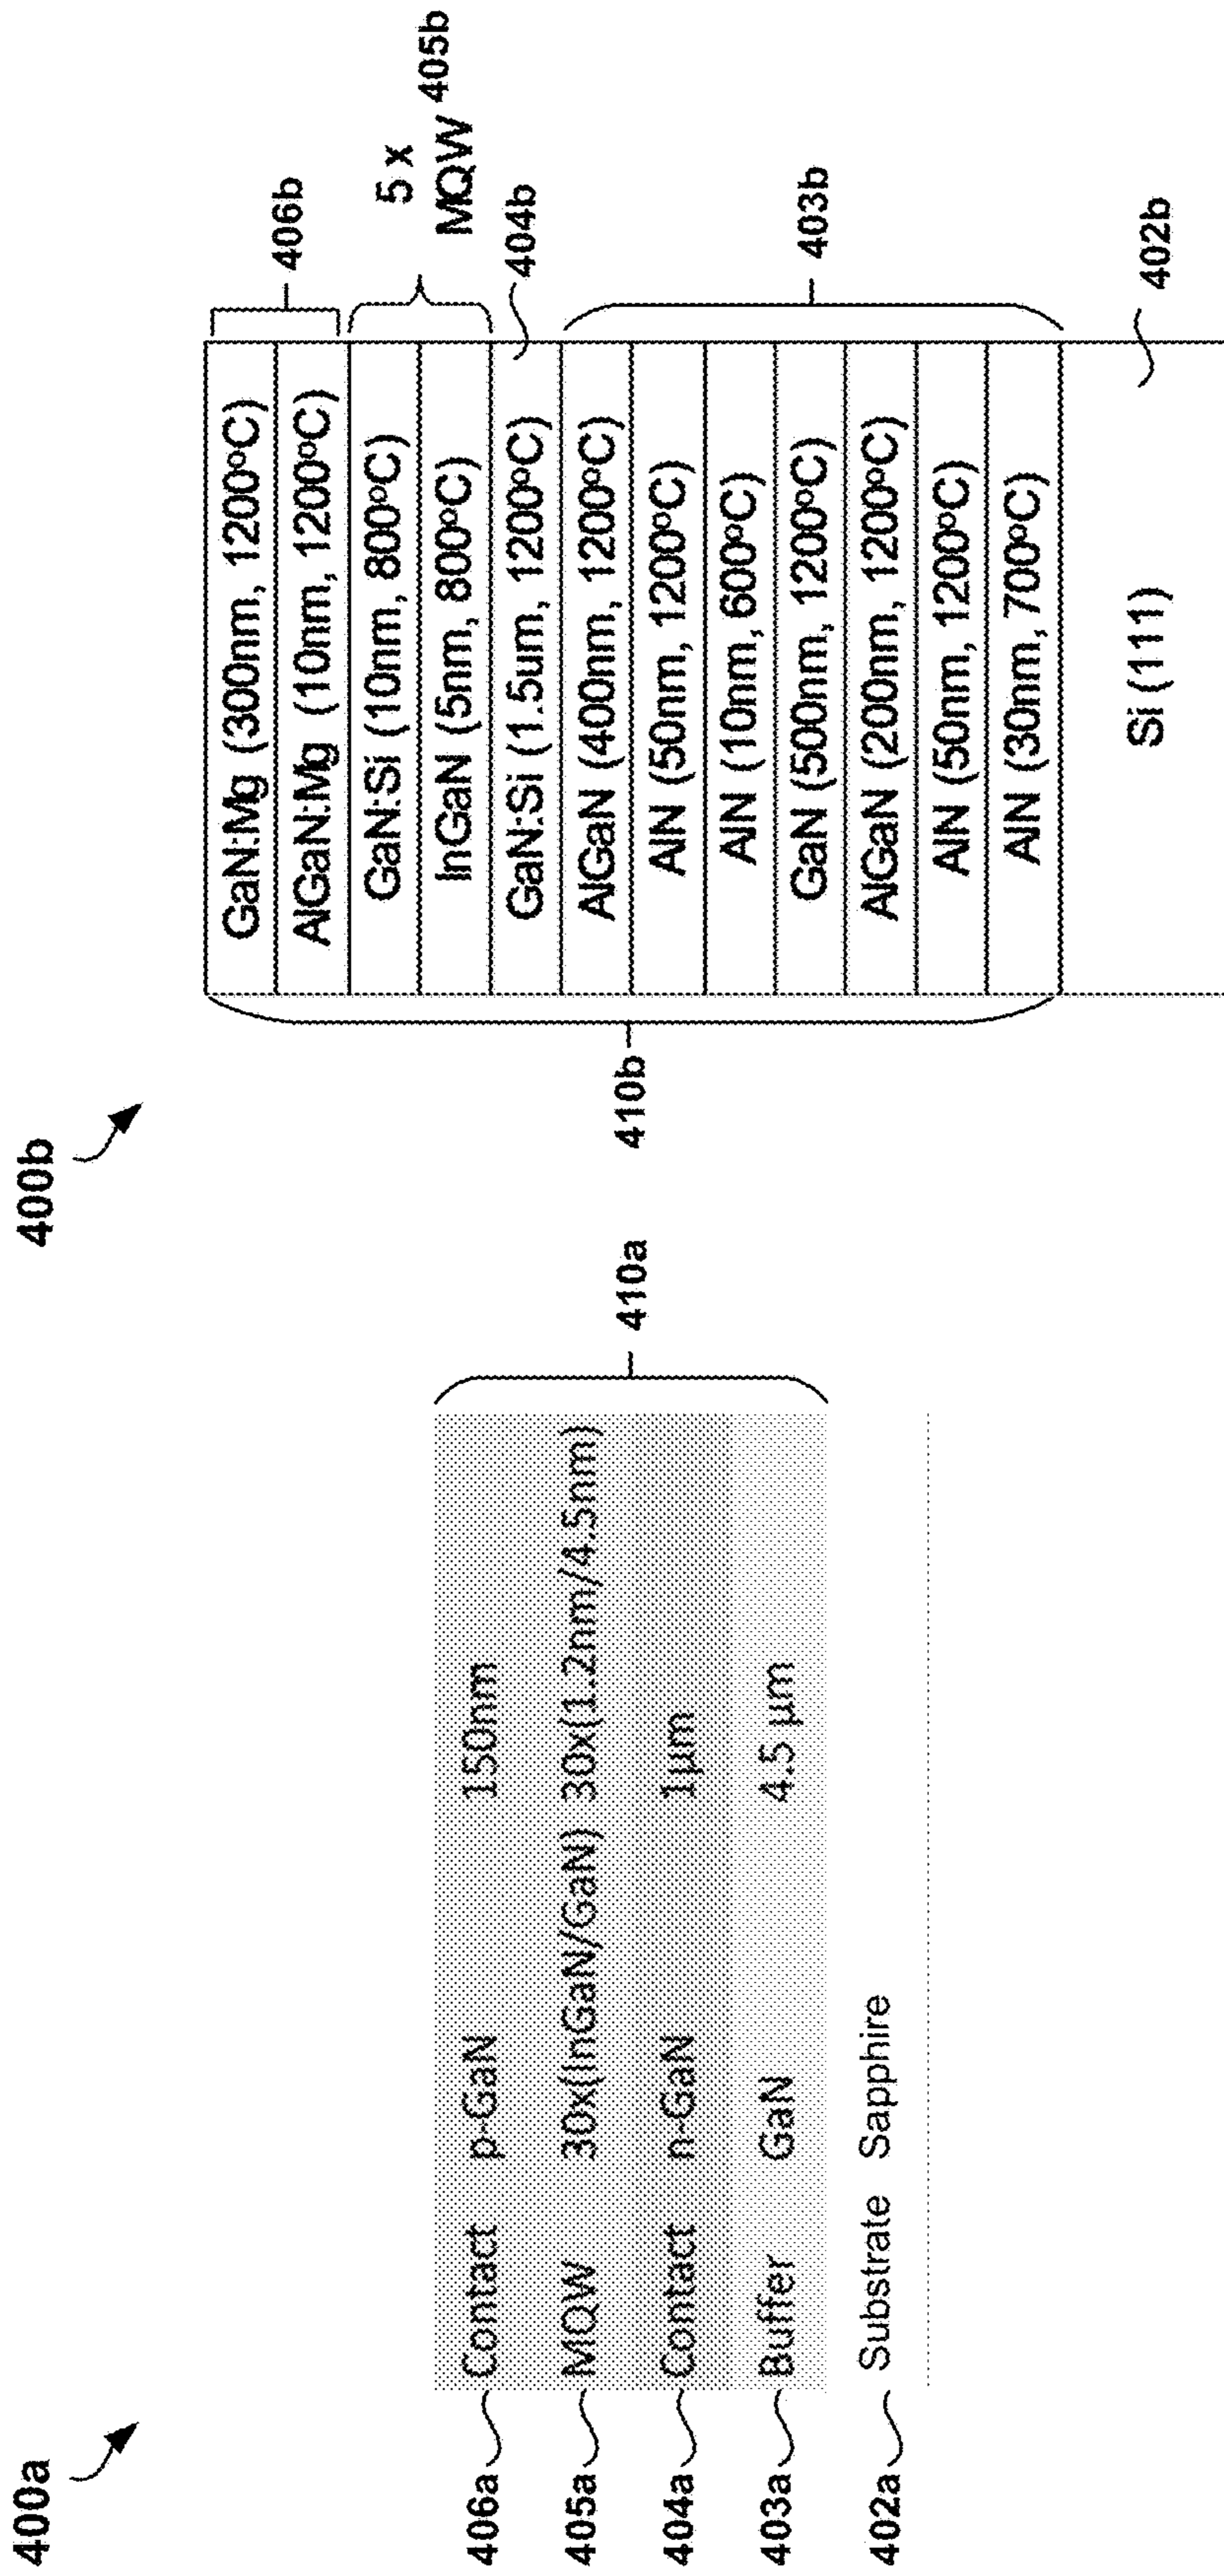 400a
406a Contact p-GaN 150nm
405a MQW 30x(InGaN/GaN) 30x(1.2nm/4.5nm)
404a Contact n-GaN 1µm
403a Buffer GaN 4.5 µm
402a Substrate Sapphire
410a
400b
GaN:Mg (300nm, 1200°C)
AlGaN:Mg (10nm, 1200°C)
406b
GaN:Si (10nm, 800°C)
InGaN (5nm, 800°C)
5 x
MQW 405b
GaN:Si (1.5um, 1200°C)
404b
AlGaN (400nm, 1200°C)
AlN (50nm, 1200°C)
AlN (10nm, 600°C)
GaN (500nm, 1200°C)
AlGaN (200nm, 1200°C)
AlN (50nm, 1200°C)
AlN (30nm, 700°C)
403b
410b
Si (111)
402b